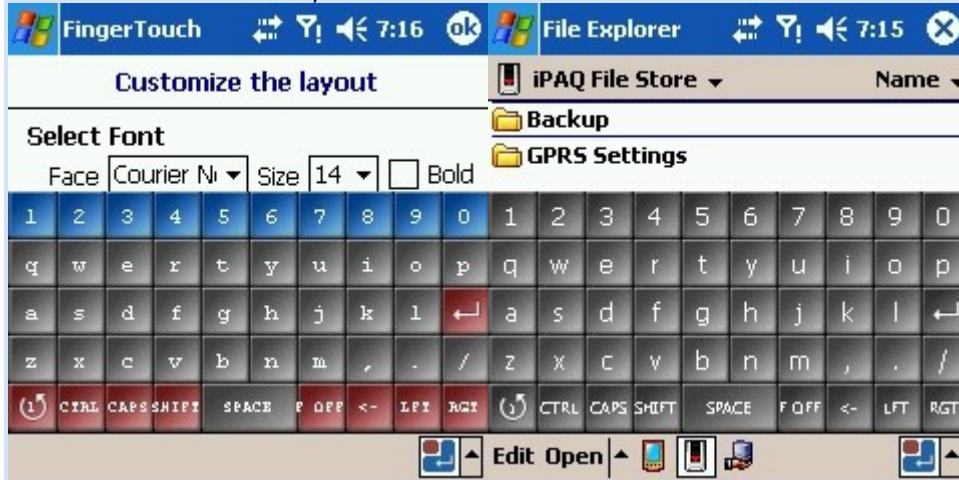 FingerTouch 7:16 ok
Customize the layout
Select Font
Face Courier N Size 14 Bold
1 2 3 4 5 6 7 8 9 0
q w e r t y u i o p
a s d f g h j k l
z x c v b n m , . /
CTRL CAPS SHIFT SPACE F OFF <- LFT RGT
File Explorer 7:15
iPAQ File Store Name
Backup
GPRS Settings
1 2 3 4 5 6 7 8 9 0
q w e r t y u i o p
a s d f g h j k l
z x c v b n m , . /
CTRL CAPS SHIFT SPACE F OFF <- LFT RGT
Edit Open